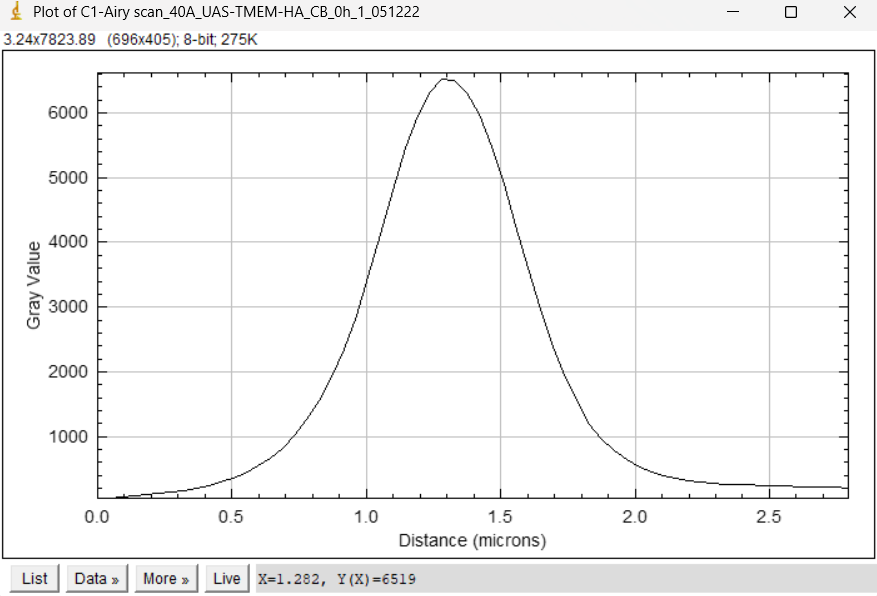 Plot of C1-Airy scan_40A_UAS-TMEM-HA_CB_0h_1_051222
3.24x7823.89 (696x405); 8-bit; 275K
6000
5000
4000
3000
2000
1000
Gray Value
0.0 0.5 1.0 1.5 2.0 2.5
Distance (microns)
List Data » More » Live X=1.282, Y(X)=6519